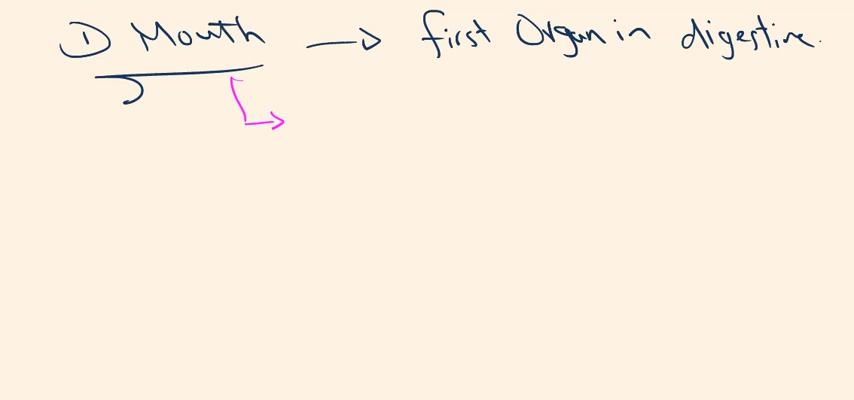 ① Mouth → first Organ in digestive.